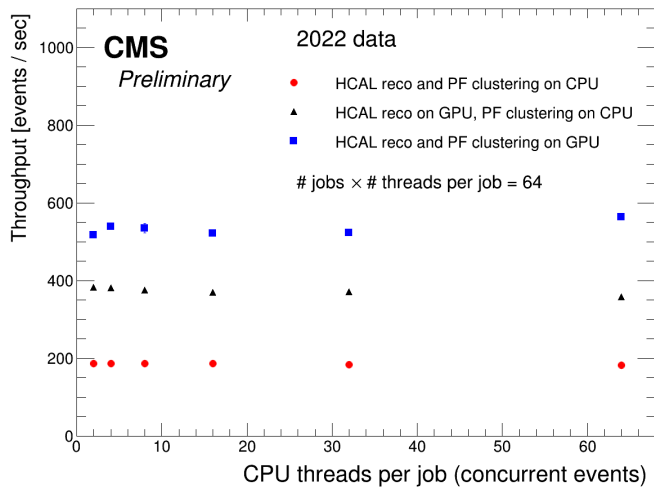 CMS
Preliminary
2022 data
HCAL reco and PF clustering on CPU
HCAL reco on GPU, PF clustering on CPU
HCAL reco and PF clustering on GPU
# jobs × # threads per job = 64
Throughput [events / sec]
1000
800
600
400
200
0
0 10 20 30 40 50 60
CPU threads per job (concurrent events)